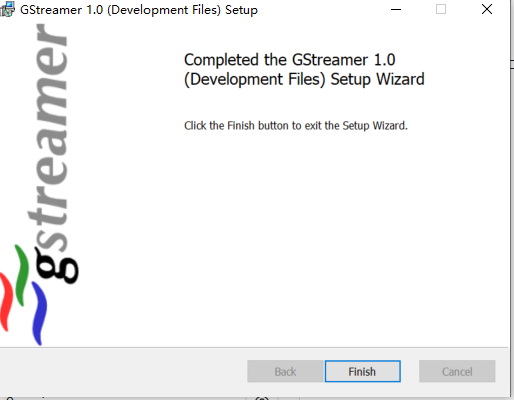 GStreamer 1.0 (Development Files) Setup
gstreamer
Completed the GStreamer 1.0
(Development Files) Setup Wizard
Click the Finish button to exit the Setup Wizard.
Back
Finish
Cancel